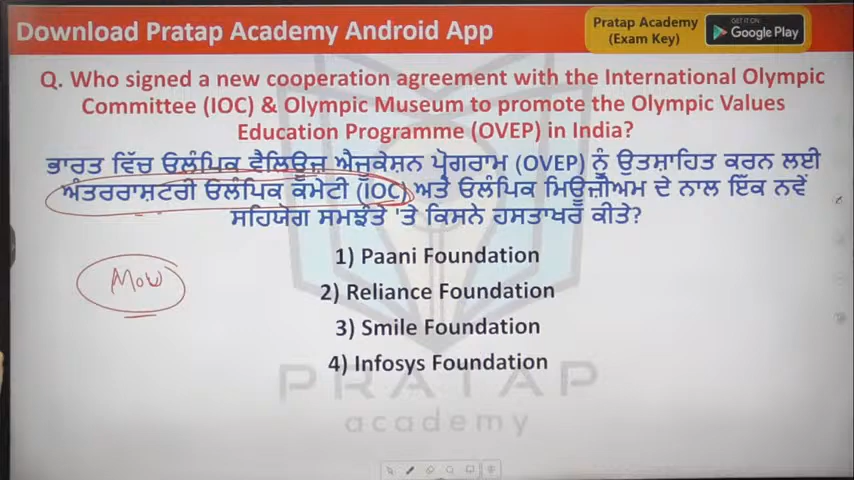 Download Pratap Academy Android App
Pratap Academy
(Exam Key)
GET IT ON
Google Play
Q. Who signed a new cooperation agreement with the International Olympic
Committee (IOC) & Olympic Museum to promote the Olympic Values
Education Programme (OVEP) in India?
ਭਾਰਤ ਵਿੱਚ ਓਲੰਪਿਕ ਵੈਲਿਊਜ਼ ਐਜੂਕੇਸ਼ਨ ਪ੍ਰੋਗਰਾਮ (OVEP) ਨੂੰ ਉਤਸ਼ਾਹਿਤ ਕਰਨ ਲਈ
ਅੰਤਰਰਾਸ਼ਟਰੀ ਓਲੰਪਿਕ ਕਮੇਟੀ (IOC) ਅਤੇ ਓਲੰਪਿਕ ਮਿਊਜ਼ੀਅਮ ਦੇ ਨਾਲ ਇੱਕ ਨਵੇਂ
ਸਹਿਯੋਗ ਸਮਝੌਤੇ 'ਤੇ ਕਿਸਨੇ ਹਸਤਾਖਰ ਕੀਤੇ?
1) Paani Foundation
MoU
2) Reliance Foundation
3) Smile Foundation
4) Infosys Foundation
PRATAP
academy